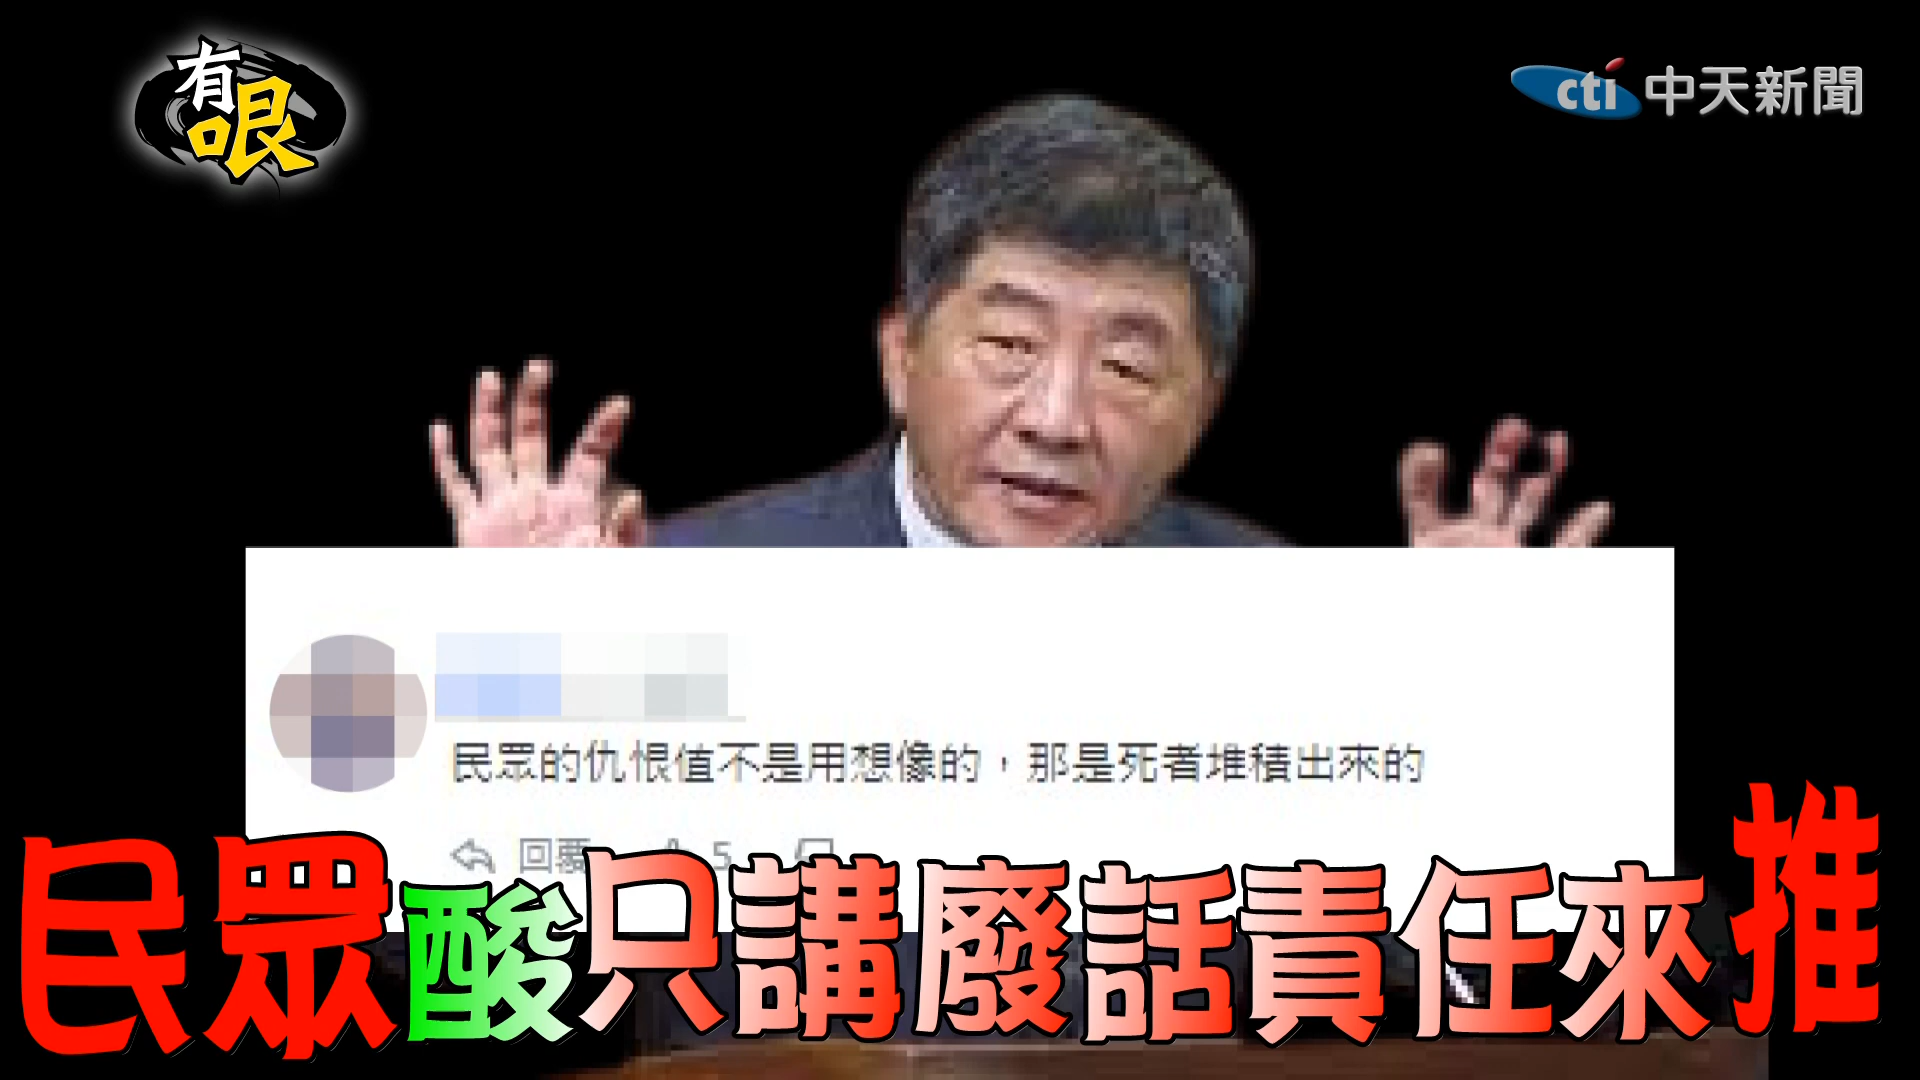 有
哏
cti 中天新聞
民眾的仇恨值不是用想像的，那是死者堆積出來的
回覆 5
民眾酸只講廢話責任來推